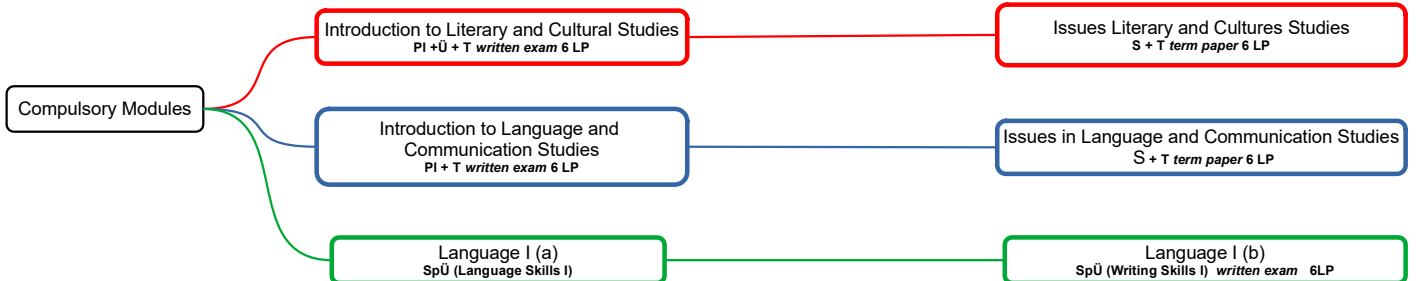 Compulsory Modules
Introduction to Literary and Cultural Studies
PI +Ü + T written exam 6 LP
Issues Literary and Cultures Studies
S + T term paper 6 LP
Introduction to Language and
Communication Studies
PI + T written exam 6 LP
Issues in Language and Communication Studies
S + T term paper 6 LP
Language I (a)
SpÜ (Language Skills I)
Language I (b)
SpÜ (Writing Skills I) written exam 6LP